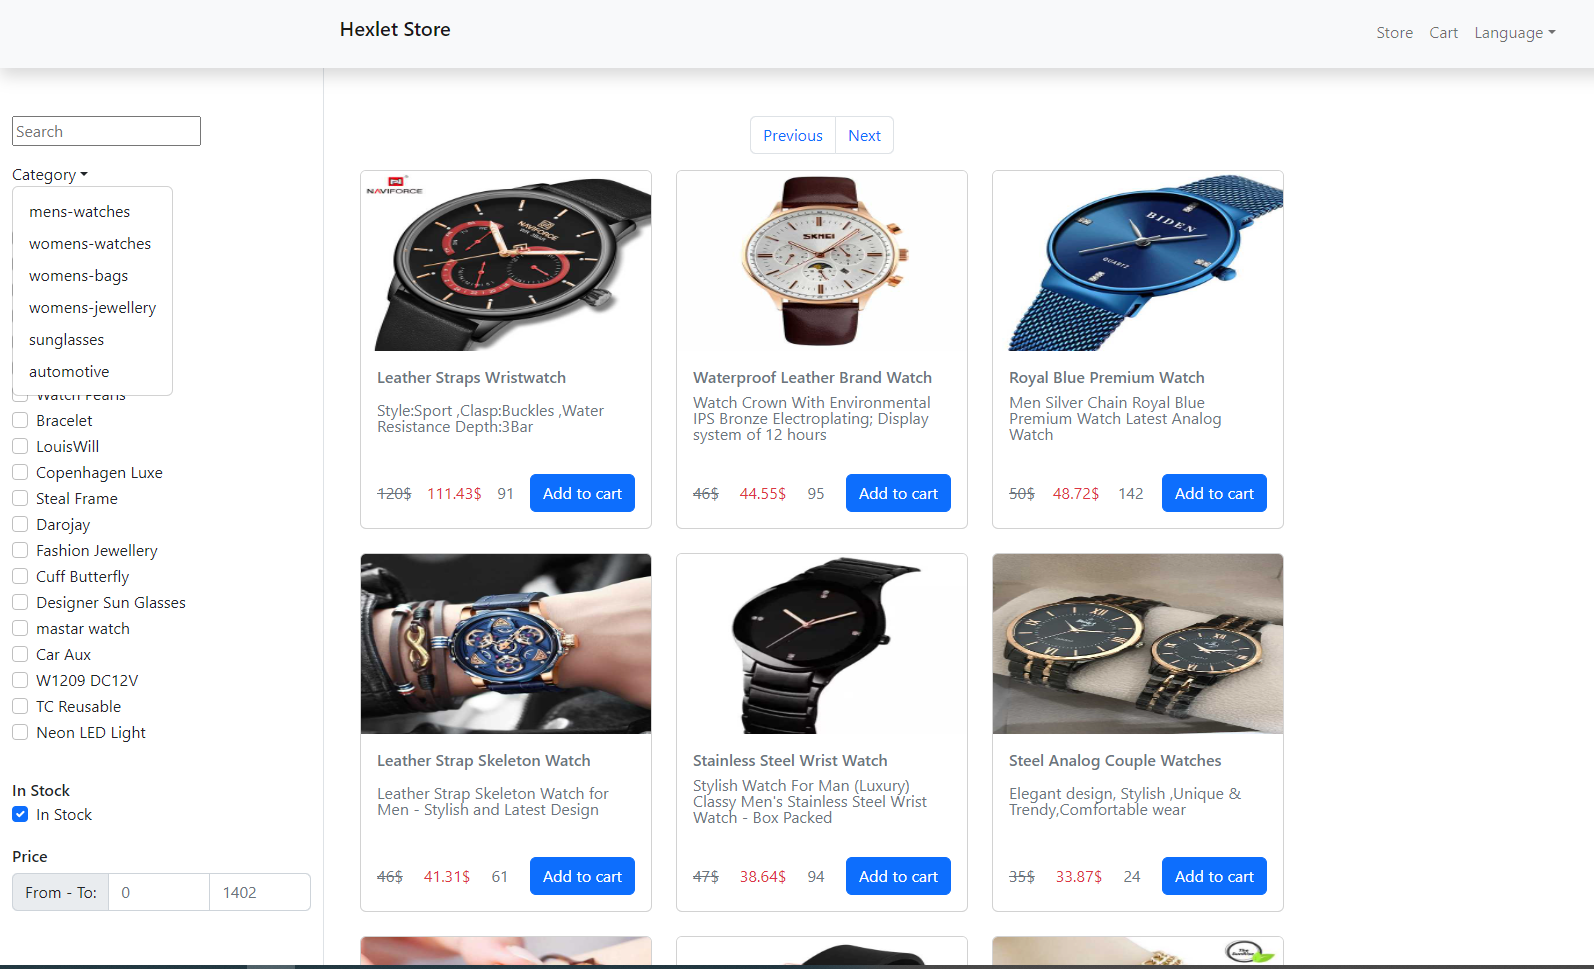 Hexlet Store
Store
Cart
Language
Search
Category
mens-watches
womens-watches
womens-bags
womens-jewellery
sunglasses
automotive
Watch Pearls
Bracelet
LouisWill
Copenhagen Luxe
Steal Frame
Darojay
Fashion Jewellery
Cuff Butterfly
Designer Sun Glasses
mastar watch
Car Aux
W1209 DC12V
TC Reusable
Neon LED Light
In Stock
In Stock
Price
From - To:
0
1402
Previous
Next
NAVIFORCE
NAVIFORCE
SKMEI
BIDEN
QUARTZ
Leather Straps Wristwatch
Style:Sport ,Clasp:Buckles ,Water
Resistance Depth:3Bar
120$ 111.43$ 91 Add to cart
Waterproof Leather Brand Watch
Watch Crown With Environmental
IPS Bronze Electroplating; Display
system of 12 hours
46$ 44.55$ 95 Add to cart
Royal Blue Premium Watch
Men Silver Chain Royal Blue
Premium Watch Latest Analog
Watch
50$ 48.72$ 142 Add to cart
Leather Strap Skeleton Watch
Leather Strap Skeleton Watch for
Men - Stylish and Latest Design
46$ 41.31$ 61 Add to cart
Stainless Steel Wrist Watch
Stylish Watch For Man (Luxury)
Classy Men's Stainless Steel Wrist
Watch - Box Packed
47$ 38.64$ 94 Add to cart
Steel Analog Couple Watches
Elegant design, Stylish ,Unique &
Trendy,Comfortable wear
35$ 33.87$ 24 Add to cart